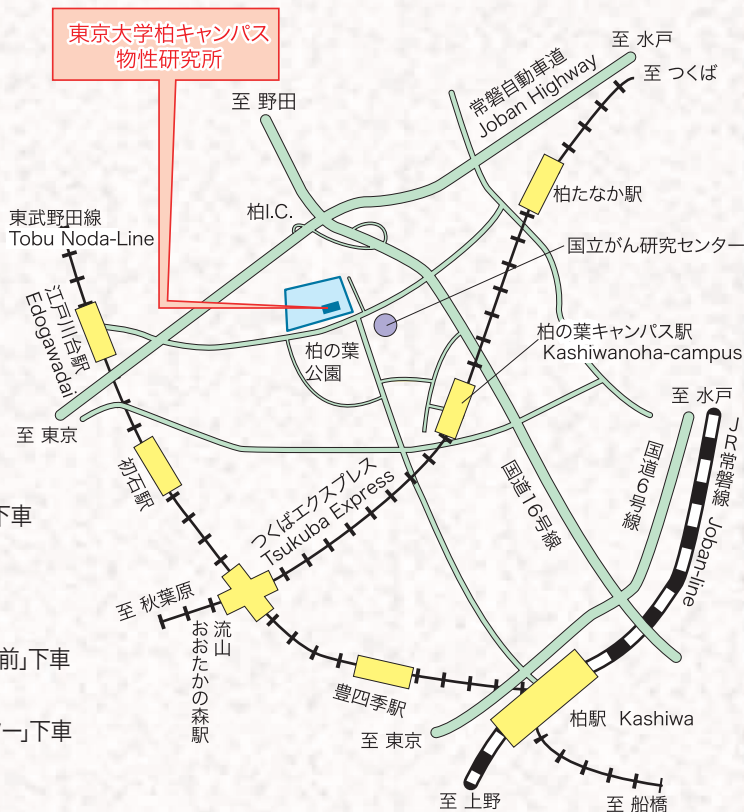 東京大学柏キャンパス
物性研究所
至 水戸
至 つくば
常磐自動車道
Joban Highway
至 野田
柏たなか駅
柏I.C.
東武野田線
Tobu Noda-Line
国立がん研究センター
江戸川台駅
Edogawadai
柏の葉
公園
柏の葉キャンパス駅
Kashiwanoha-campus
至 水戸
至 東京
JR常磐線 Joban-line
国道6号線
初石駅
国道16号線
つくばエクスプレス
Tsukuba Express
下車
至 秋葉原
流山
おおたかの森駅
前」下車
豊四季駅
柏駅 Kashiwa
ー」下車
至 東京
至 上野
至 船橋